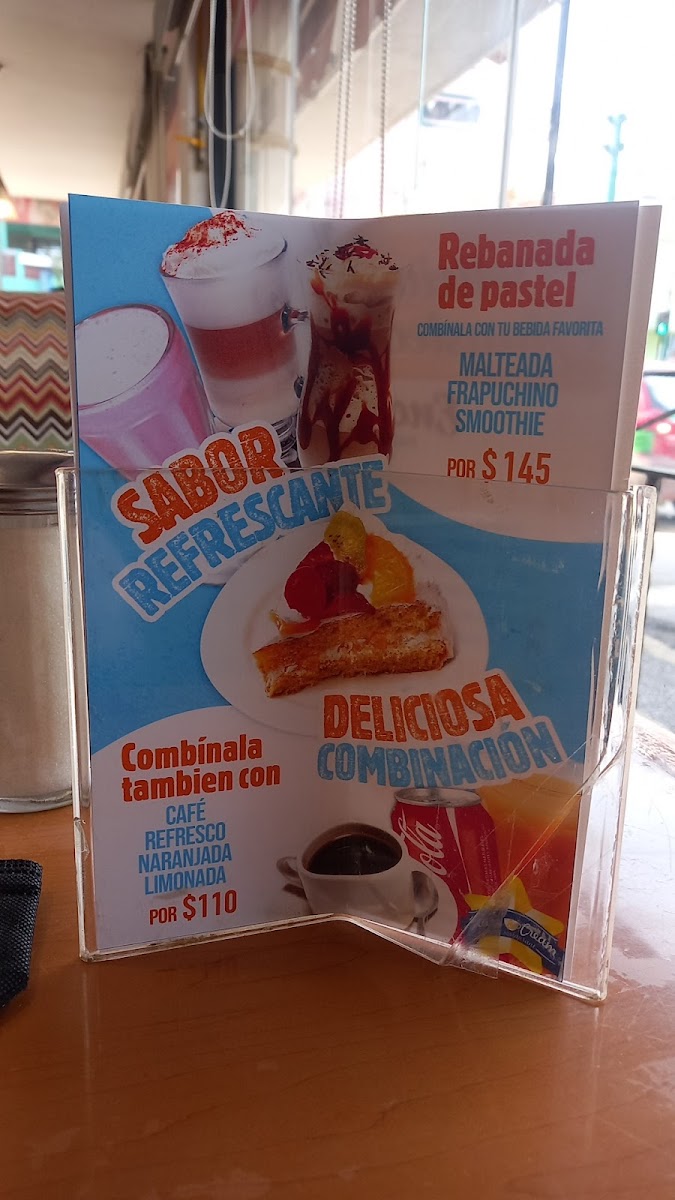 Rebanada
de pastel
COMBÍNALA CON TU BEBIDA FAVORITA
MALTEADA
FRAPUCHINO
SMOOTHIE
POR $145
SABOR
REFRESCANTE
DELICIOSA
COMBINACIÓN
Combínala
tambien con
CAFÉ
REFRESCO
NARANJADA
LIMONADA
POR $110
Cola